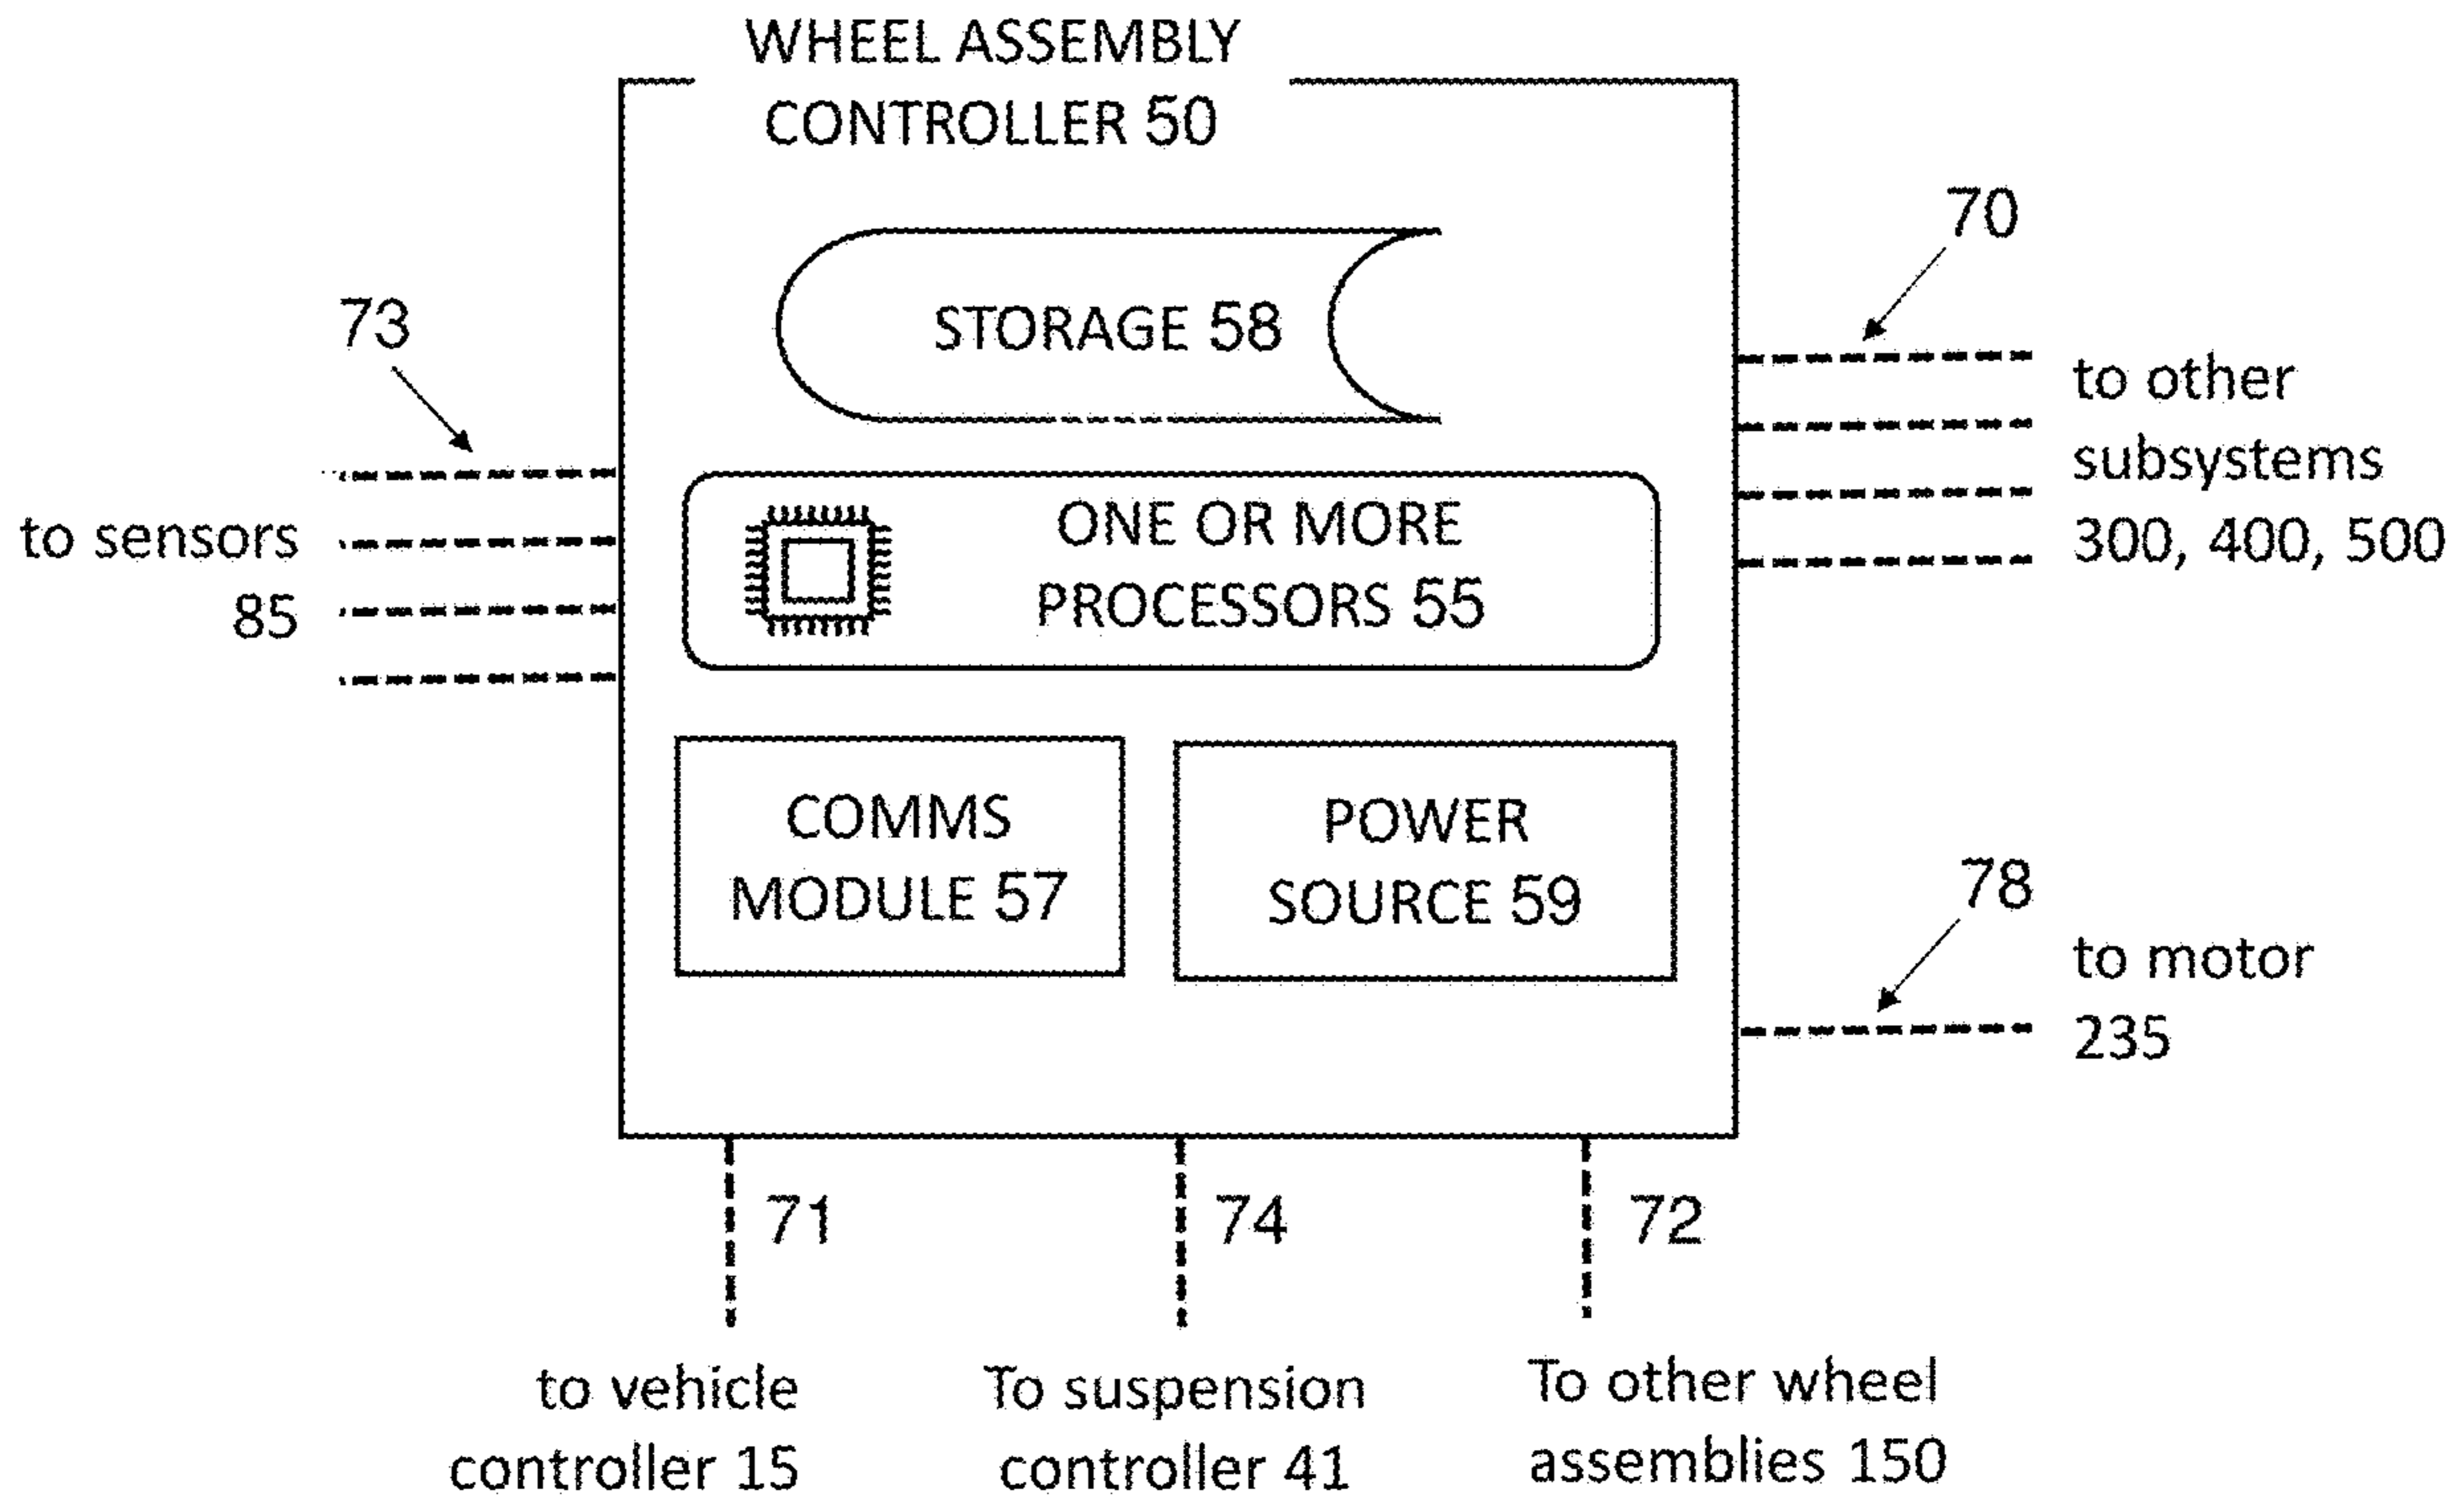 WHEEL ASSEMBLY
CONTROLLER 50
STORAGE 58
70
73
to other
subsystems
300, 400, 500
to sensors
85
ONE OR MORE
PROCESSORS 55
COMMS
MODULE 57
POWER
SOURCE 59
78
to motor
235
71
74
72
to vehicle
controller 15
To suspension
controller 41
To other wheel
assemblies 150